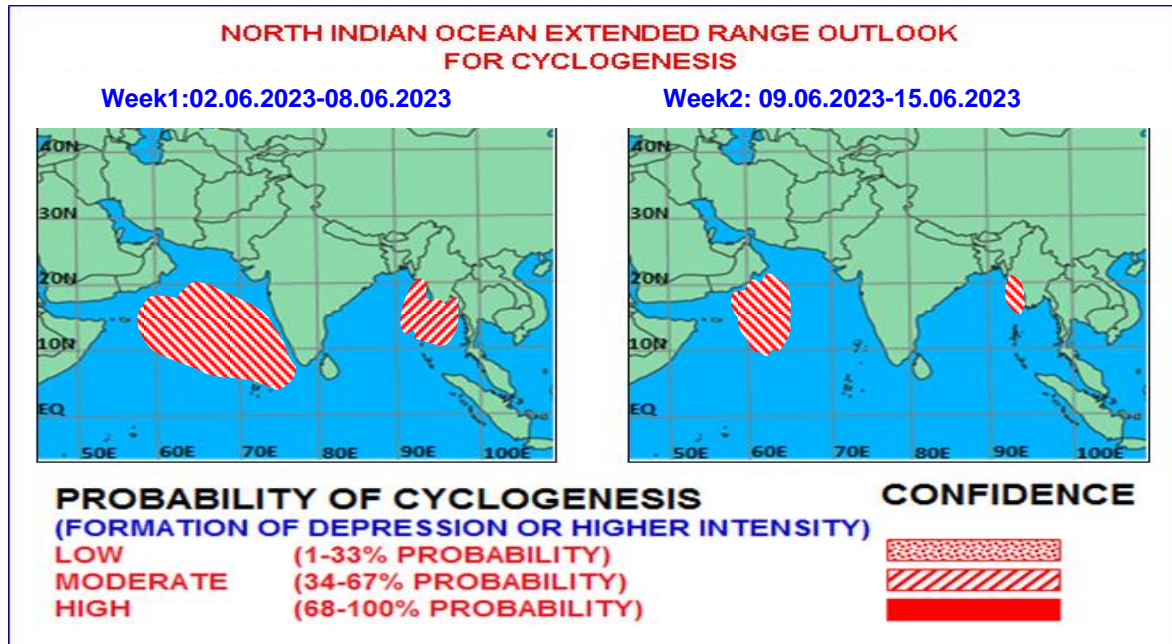 NORTH INDIAN OCEAN EXTENDED RANGE OUTLOOK
FOR CYCLOGENESIS
Week1:02.06.2023-08.06.2023
Week2: 09.06.2023-15.06.2023
40N
30N
20N
10N
EQ
50E 60E 70E 80E 90E 100E
40N
30N
20N
10N
EQ
50E 60E 70E 80E 90E 100E
PROBABILITY OF CYCLOGENESIS
CONFIDENCE
(FORMATION OF DEPRESSION OR HIGHER INTENSITY)
LOW (1-33% PROBABILITY)
MODERATE (34-67% PROBABILITY)
HIGH (68-100% PROBABILITY)